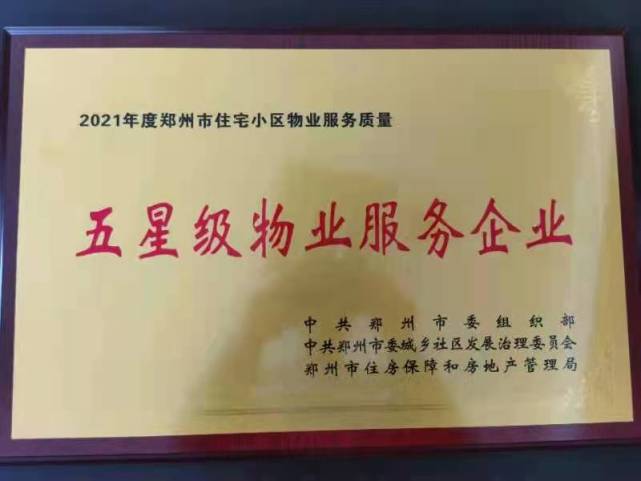 2021年度郑州市住宅小区物业服务质量
五星级物业服务企业
中共郑州市委组织部
中共郑州市委城乡社区发展治理委员会
郑州市住房保障和房地产管理局